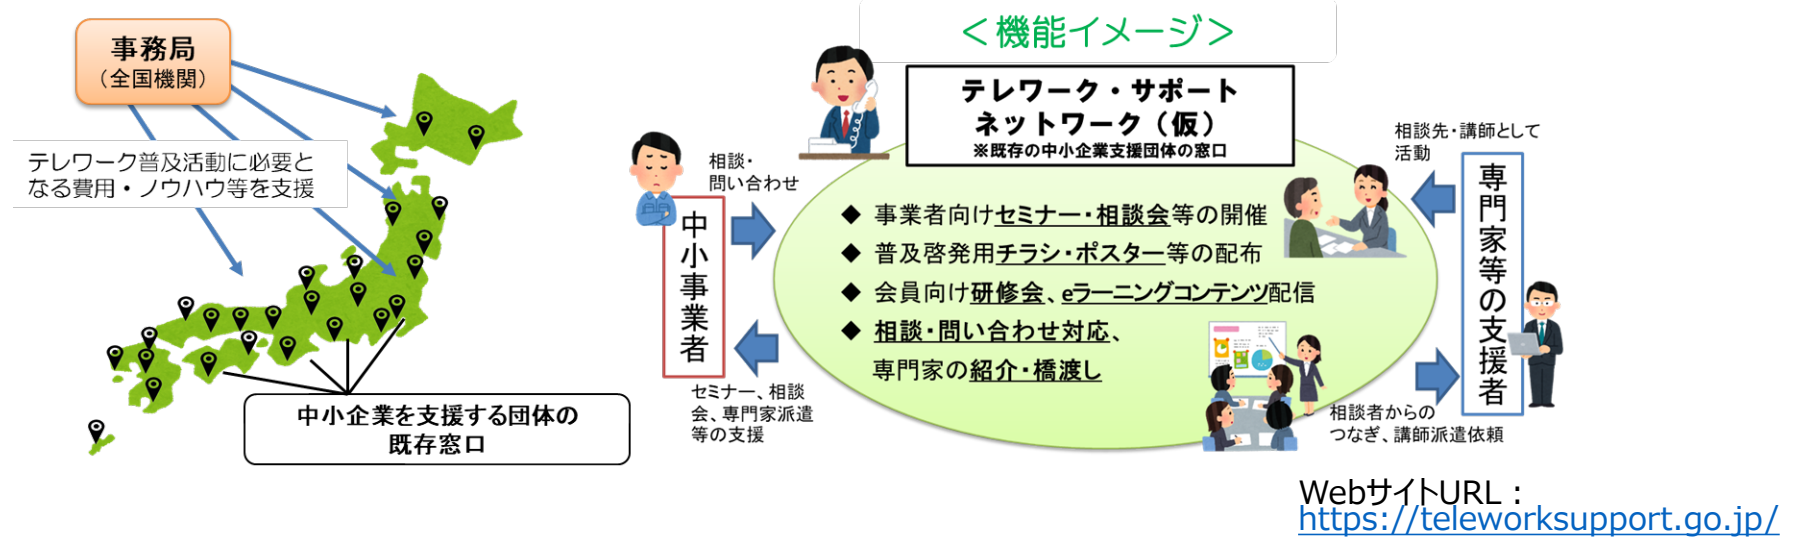 事務局
（全国機関）
テレワーク普及活動に必要と
なる費用・ノウハウ等を支援
中小企業を支援する団体の
既存窓口
＜機能イメージ＞
テレワーク・サポート
ネットワーク（仮）
※既存の中小企業支援団体の窓口
相談・
問い合わせ
中小事業者
セミナー、相談
会、専門家派遣
等の支援
◆ 事業者向けセミナー・相談会等の開催
◆ 普及啓発用チラシ・ポスター等の配布
◆ 会員向け研修会、eラーニングコンテンツ配信
◆ 相談・問い合わせ対応、
専門家の紹介・橋渡し
相談先・講師として
活動
専門家等の支援者
相談者からの
つなぎ、講師派遣依頼
WebサイトURL：
https://teleworksupport.go.jp/